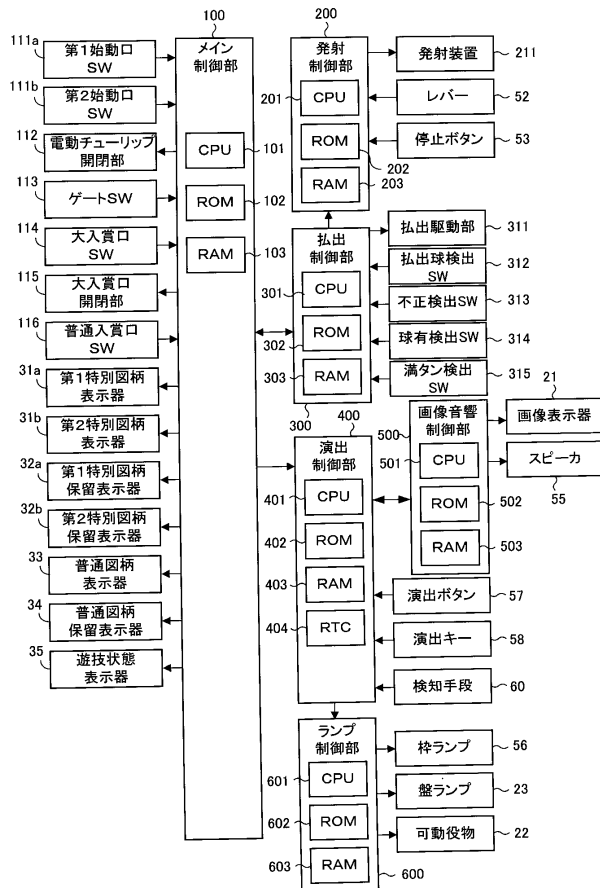 100
メイン
制御部
CPU
101
ROM
102
RAM
103
111a
第1始動口
SW
111b
第2始動口
SW
112
電動チューリップ
開閉部
113
ゲートSW
114
大入賞口
SW
115
大入賞口
開閉部
116
普通入賞口
SW
31a
第1特別図柄
表示器
31b
第2特別図柄
表示器
32a
第1特別図柄
保留表示器
32b
第2特別図柄
保留表示器
33
普通図柄
表示器
34
普通図柄
保留表示器
35
遊技状態
表示器
200
発射
制御部
201
CPU
ROM
202
RAM
203
発射装置
211
レバー
52
停止ボタン
53
払出
制御部
301
CPU
302
ROM
303
RAM
300
払出駆動部
311
払出球検出
SW
312
不正検出SW
313
球有検出SW
314
満タン検出
SW
315
400
演出
制御部
401
CPU
402
ROM
403
RAM
404
RTC
500
画像音響
制御部
501
CPU
ROM
502
RAM
503
21
画像表示器
スピーカ
55
演出ボタン
57
演出キー
58
検知手段
60
ランプ
制御部
601
CPU
602
ROM
603
RAM
600
枠ランプ
56
盤ランプ
23
可動役物
22